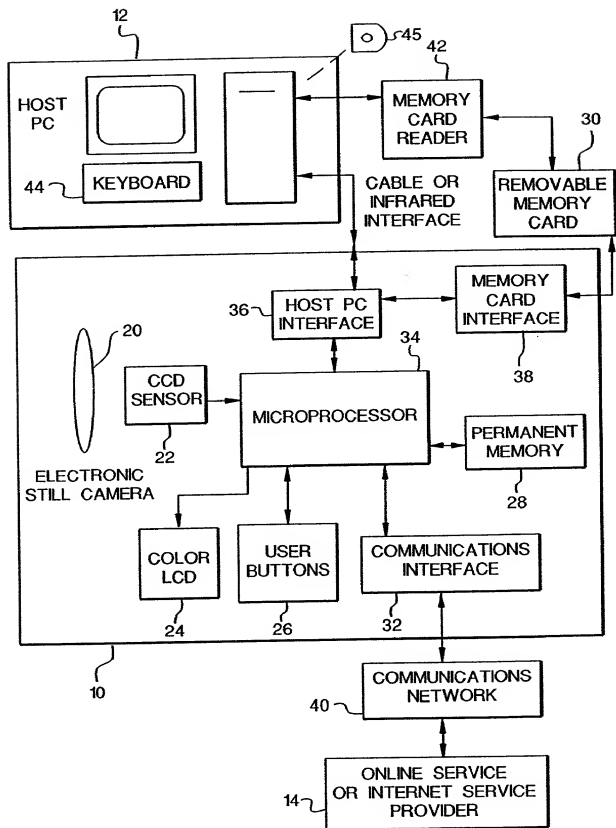 12
45
42
HOST
PC
MEMORY
CARD
READER
30
44
KEYBOARD
CABLE OR
INFRARED
INTERFACE
REMOVABLE
MEMORY
CARD
36
HOST PC
INTERFACE
MEMORY
CARD
INTERFACE
38
20
34
CCD
SENSOR
22
MICROPROCESSOR
PERMANENT
MEMORY
28
ELECTRONIC
STILL CAMERA
COLOR
LCD
24
USER
BUTTONS
26
COMMUNICATIONS
INTERFACE
32
10
COMMUNICATIONS
NETWORK
40
ONLINE SERVICE
OR INTERNET SERVICE
PROVIDER
14